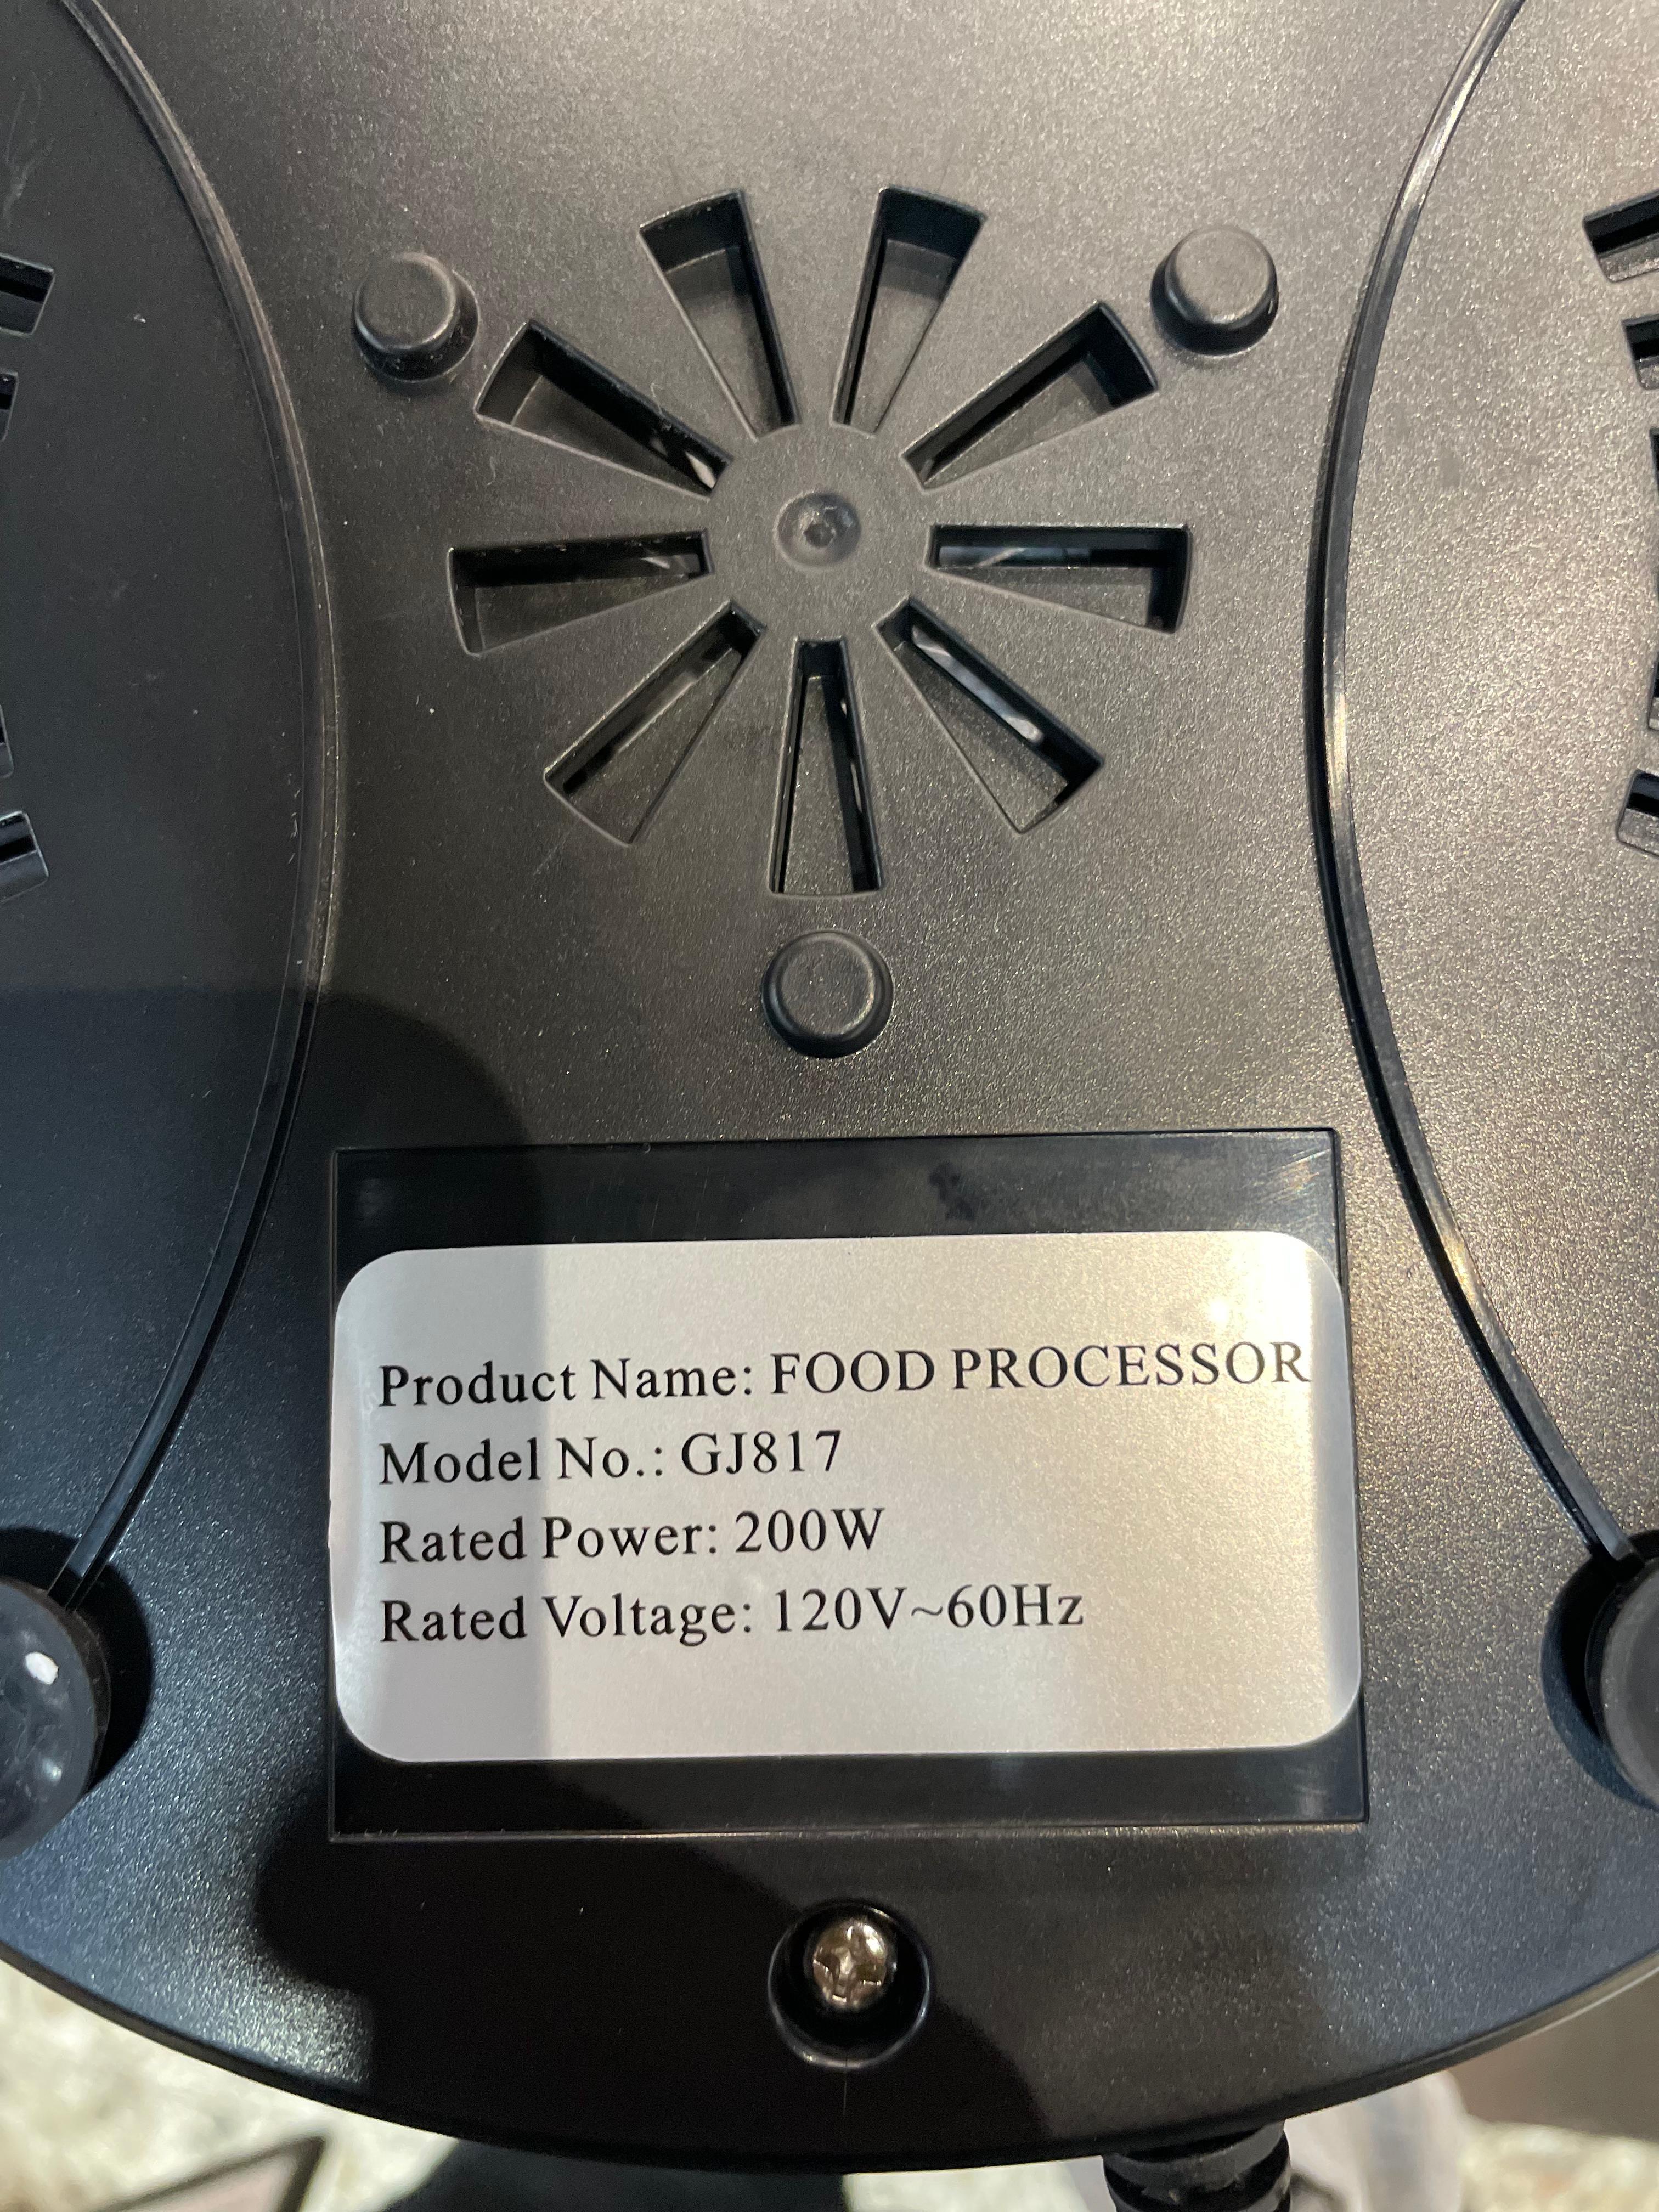 Product Name: FOOD PROCESSOR
Model No.: GJ817
Rated Power: 200W
Rated Voltage: 120V~60Hz